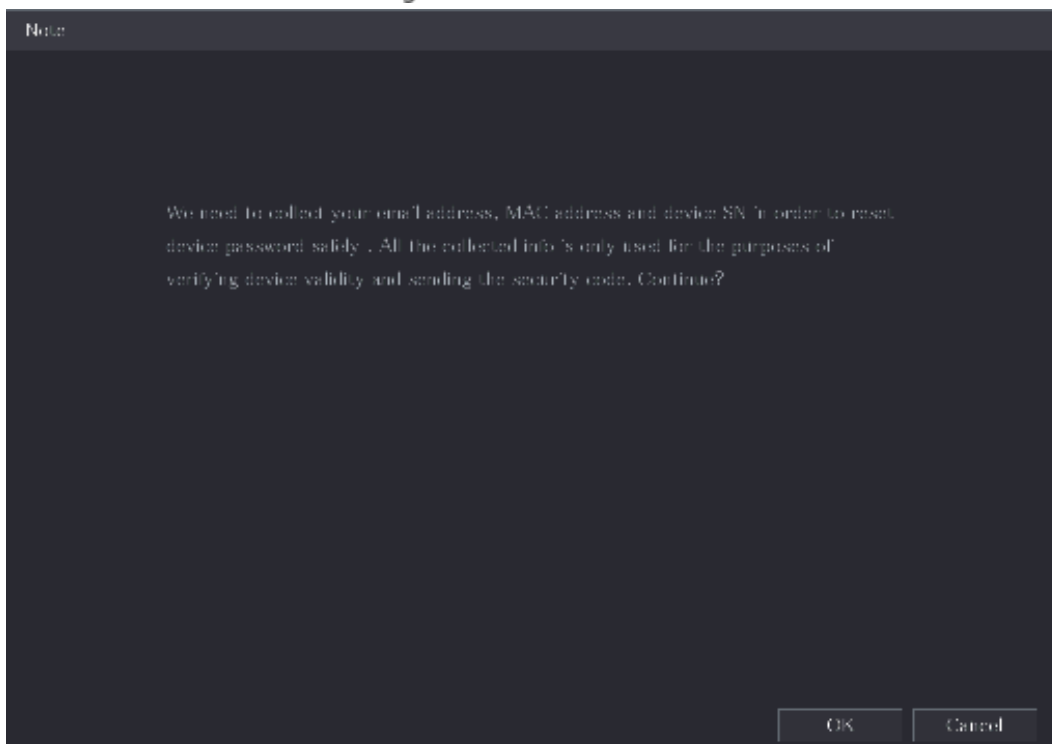 Note
We need to collect your email address, MAC address and device SN in order to reset
device password safely . All the collected info is only used for the purposes of
verifying device validity and sending the security code. Continue?
OK
Cancel